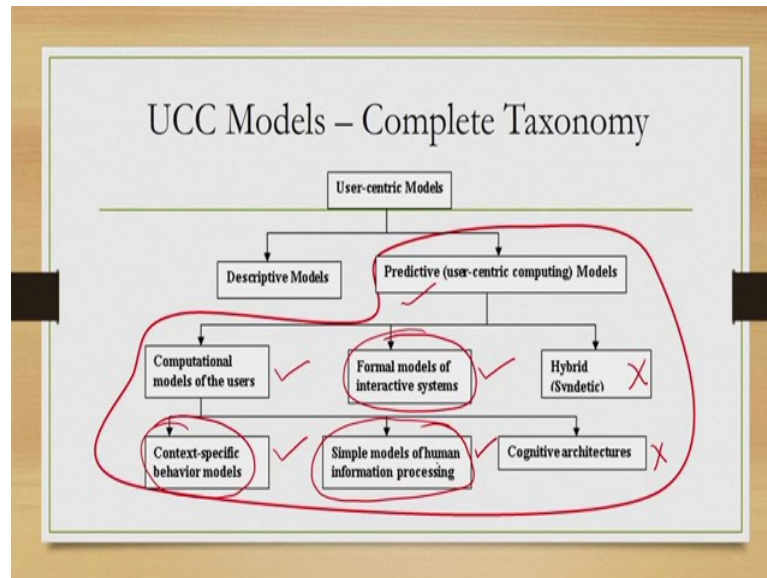 UCC Models – Complete Taxonomy
User-centric Models
Descriptive Models
Predictive (user-centric computing) Models
Computational
models of the users
Formal models of
interactive systems
Hybrid
(Syndetic)
Context-specific
behavior models
Simple models of human
information processing
Cognitive architectures